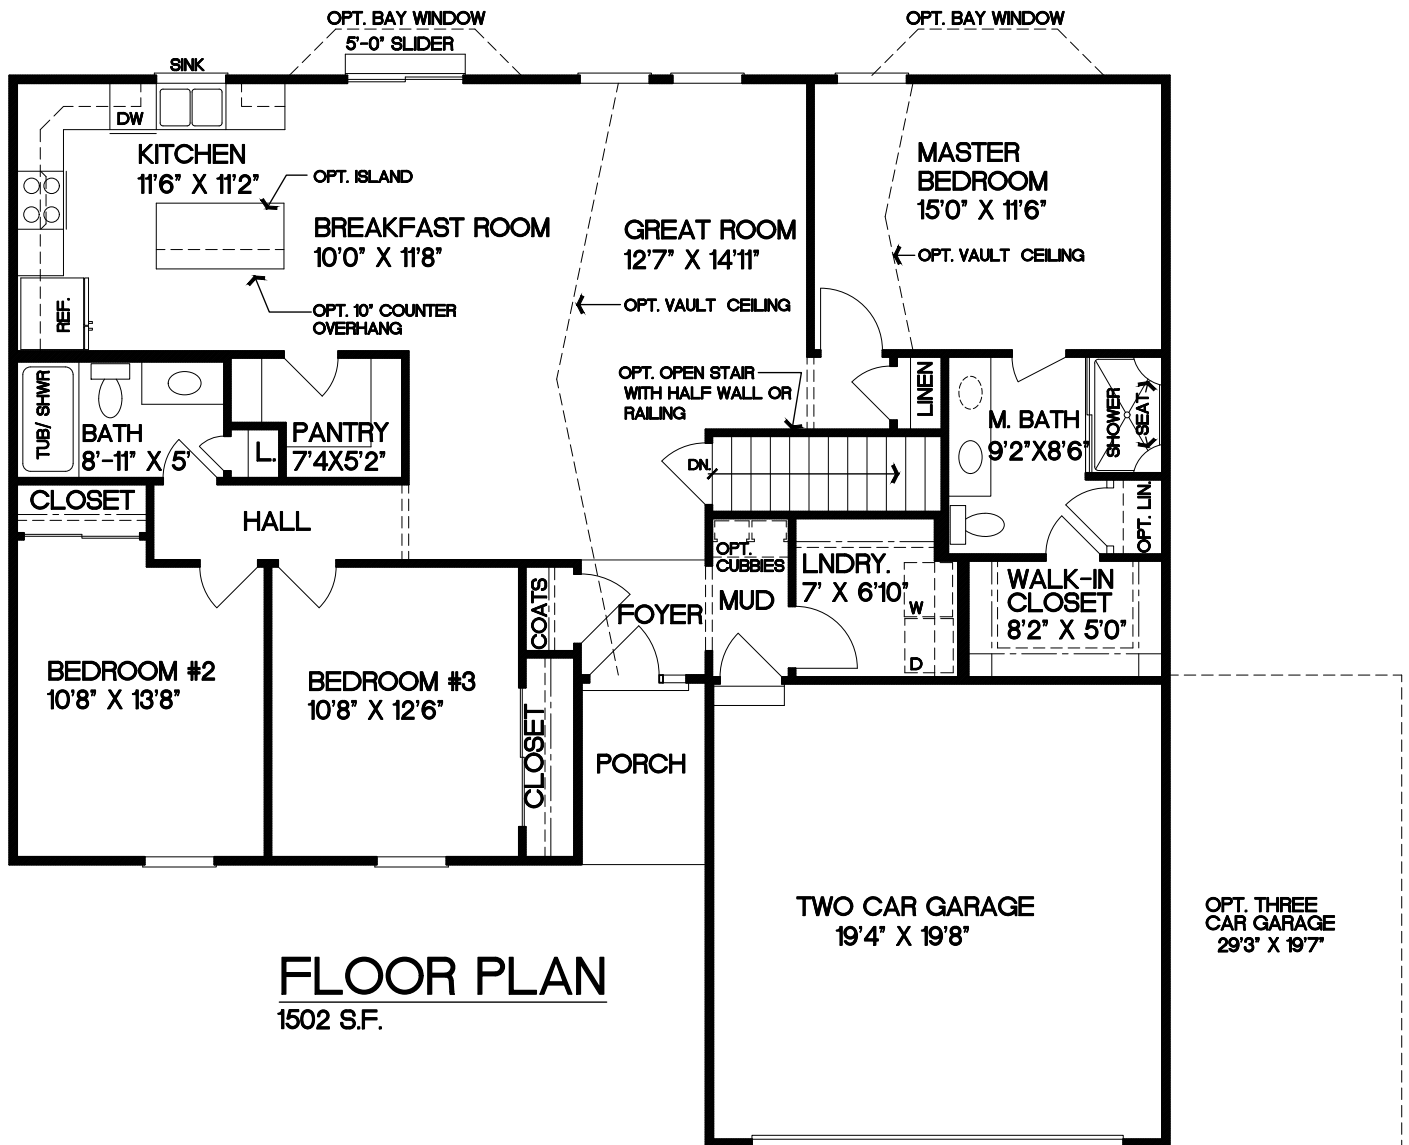 OPT. BAY WINDOW
5'-0" SLIDER
OPT. BAY WINDOW
SINK
DW
KITCHEN
11'6" X 11'2"
OPT. ISLAND
BREAKFAST ROOM
10'0" X 11'8"
OPT. 10" COUNTER
OVERHANG
REF.
GREAT ROOM
12'7" X 14'11"
OPT. VAULT CEILING
MASTER
BEDROOM
15'0" X 11'6"
OPT. VAULT CEILING
OPT. OPEN STAIR
WITH HALF WALL OR
RAILING
LINEN
M. BATH
9'2"X8'6"
SHOWER
SEAT
OPT. LIN.
TUB/ SHWR
BATH
8'-11" X 5'
L.
PANTRY
7'4X5'2"
DN.
CLOSET
HALL
OPT.
CUBBIES
MUD
LNDRY.
7' X 6'10"
W
D
WALK-IN
CLOSET
8'2" X 5'0"
COATS
FOYER
BEDROOM #2
10'8" X 13'8"
BEDROOM #3
10'8" X 12'6"
CLOSET
PORCH
TWO CAR GARAGE
19'4" X 19'8"
OPT. THREE
CAR GARAGE
29'3" X 19'7"
FLOOR PLAN
1502 S.F.